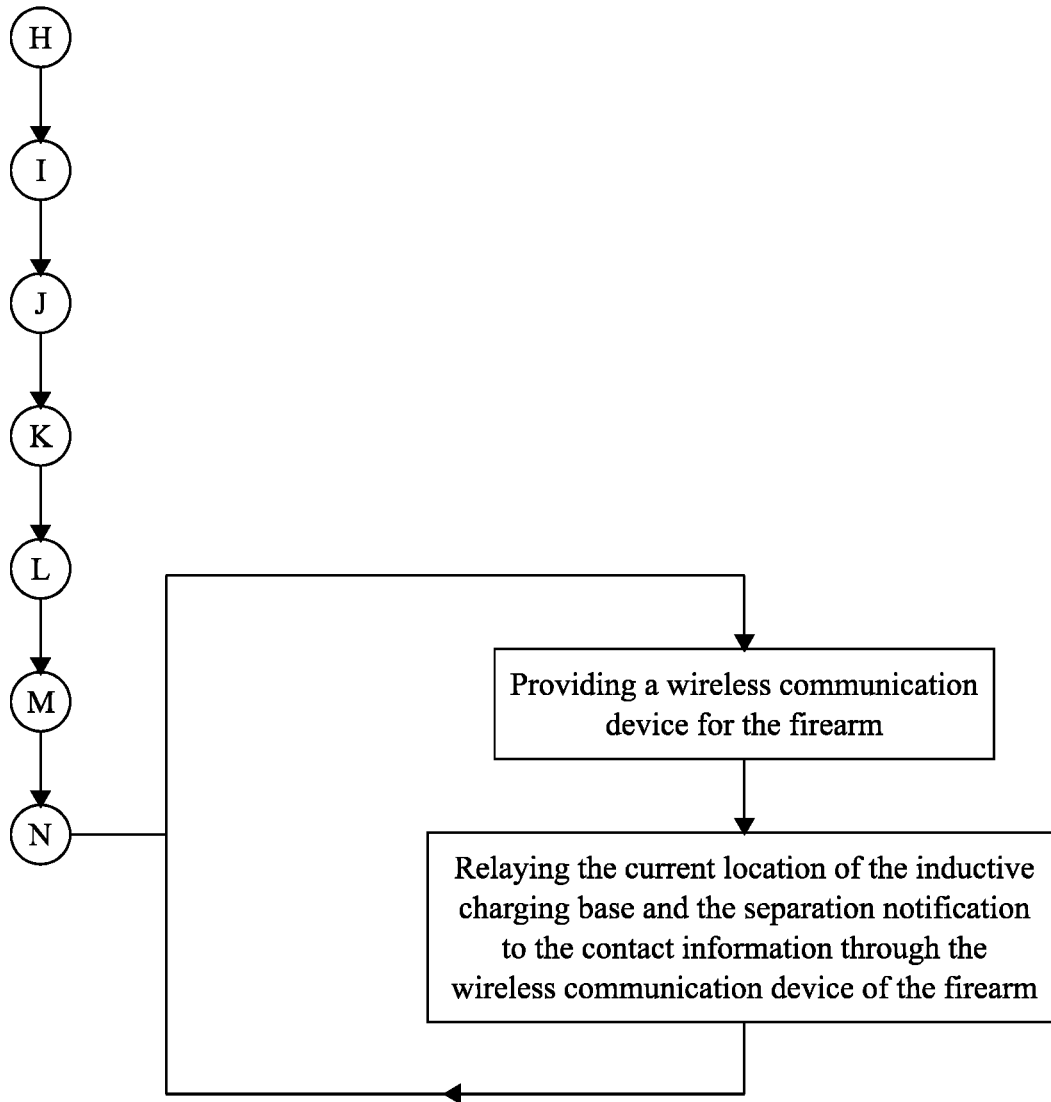 H
I
J
K
L
M
N
Providing a wireless communication
device for the firearm
Relaying the current location of the inductive
charging base and the separation notification
to the contact information through the
wireless communication device of the firearm